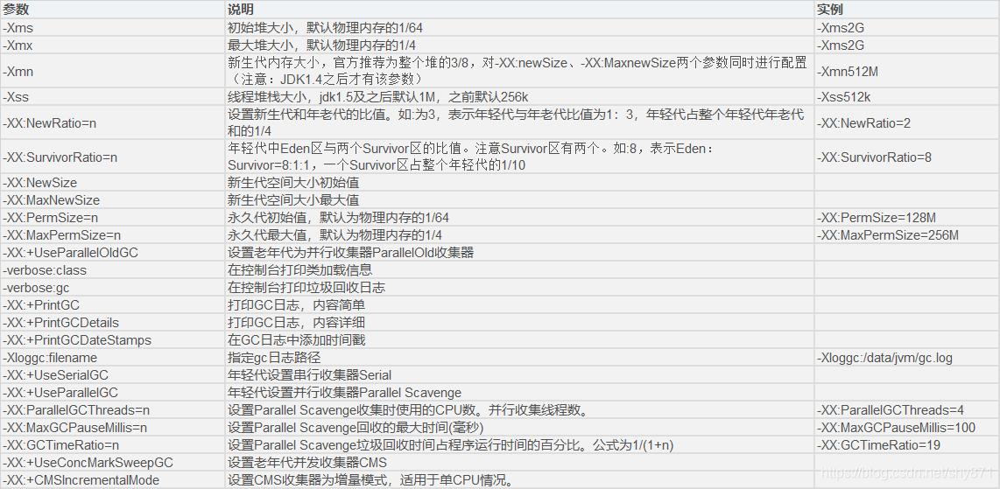 参数 说明 实例
-Xms 初始堆大小，默认物理内存的1/64 -Xms2G
-Xmx 最大堆大小，默认物理内存的1/4 -Xms2G
-Xmn 新生代内存大小，官方推荐为整个堆的3/8，对-XX:newSize、-XX:MaxnewSize两个参数同时进行配置 -Xmn512M
（注意：JDK1.4之后才有该参数）
-Xss 线程堆栈大小，jdk1.5及之后默认1M，之前默认256k -Xss512k
-XX:NewRatio=n 设置新生代和年老代的比值。如:为3，表示年轻代与年老代比值为1：3，年轻代占整个年轻代年老代 -XX:NewRatio=2
和的1/4
-XX:SurvivorRatio=n 年轻代中Eden区与两个Survivor区的比值。注意Survivor区有两个。如:8，表示Eden： -XX:SurvivorRatio=8
Survivor=8:1:1，一个Survivor区占整个年轻代的1/10
-XX:NewSize 新生代空间大小初始值
-XX:MaxNewSize 新生代空间大小最大值
-XX:PermSize=n 永久代初始值，默认为物理内存的1/64 -XX:PermSize=128M
-XX:MaxPermSize=n 永久代最大值，默认为物理内存的1/4 -XX:MaxPermSize=256M
-XX:+UseParallelOldGC 设置老年代为并行收集器ParallelOld收集器
-verbose:class 在控制台打印类加载信息
-verbose:gc 在控制台打印垃圾回收日志
-XX:+PrintGC 打印GC日志，内容简单
-XX:+PrintGCDetails 打印GC日志，内容详细
-XX:+PrintGCDateStamps 在GC日志中添加时间戳
-Xloggc:filename 指定gc日志路径 -Xloggc:/data/jvm/gc.log
-XX:+UseSerialGC 年轻代设置串行收集器Serial
-XX:+UseParallelGC 年轻代设置并行收集器Parallel Scavenge
-XX:ParallelGCThreads=n 设置Parallel Scavenge收集时使用的CPU数。并行收集线程数。 -XX:ParallelGCThreads=4
-XX:MaxGCPauseMillis=n 设置Parallel Scavenge回收的最大时间(毫秒) -XX:MaxGCPauseMillis=100
-XX:GCTimeRatio=n 设置Parallel Scavenge垃圾回收时间占程序运行时间的百分比。公式为1/(1+n) -XX:GCTimeRatio=19
-XX:+UseConcMarkSweepGC 设置老年代并发收集器CMS
-XX:+CMSIncrementalMode 设置CMS收集器为增量模式，适用于单CPU情况。
https://blog.csdn.net/shy871